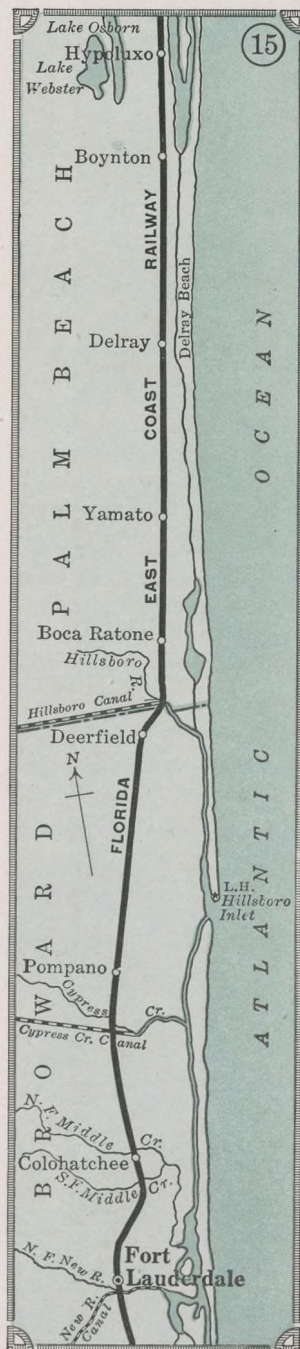 15
Lake Osborn
Hypoluxo
Lake
Webster
Boynton
PALM BEACH
RAILWAY
Delray Beach
Delray
OCEAN
COAST
Yamato
EAST
Boca Ratone
Hillsboro
R.
Hillsboro Canal
Deerfield
N
FLORIDA
ATLANTIC
BROWARD
L.H.
Hillsboro
Inlet
Pompano
Cypress Cr.
Cypress Cr. Canal
N. F. Middle Cr.
Colohatchee
S.F. Middle Cr.
N. F. New R.
Fort
Lauderdale
New R.
Canal